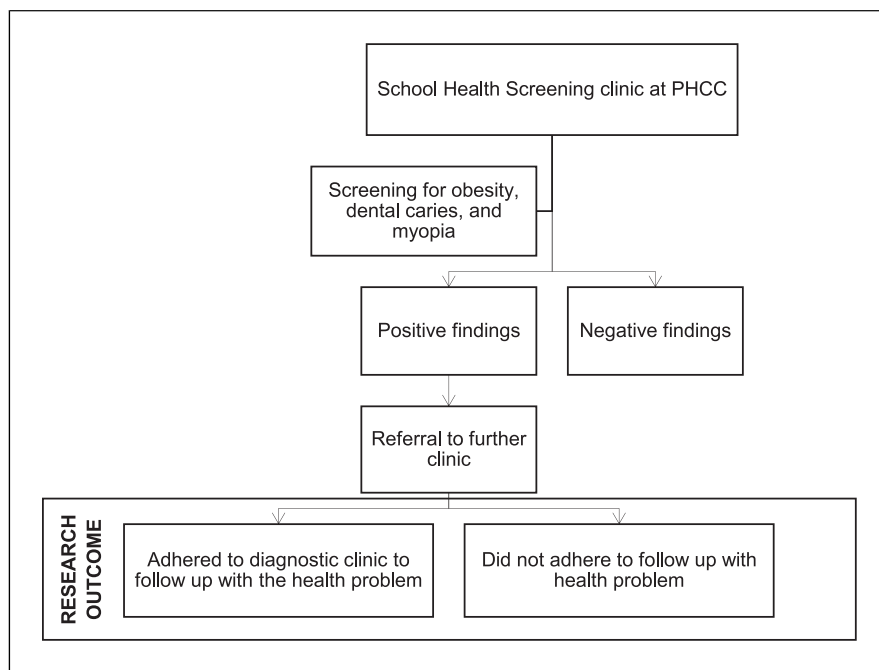 School Health Screening clinic at PHCC
Screening for obesity,
dental caries, and
myopia
Positive findings
Negative findings
Referral to further
clinic
RESEARCH
OUTCOME
Adhered to diagnostic clinic to
follow up with the health problem
Did not adhere to follow up with
health problem